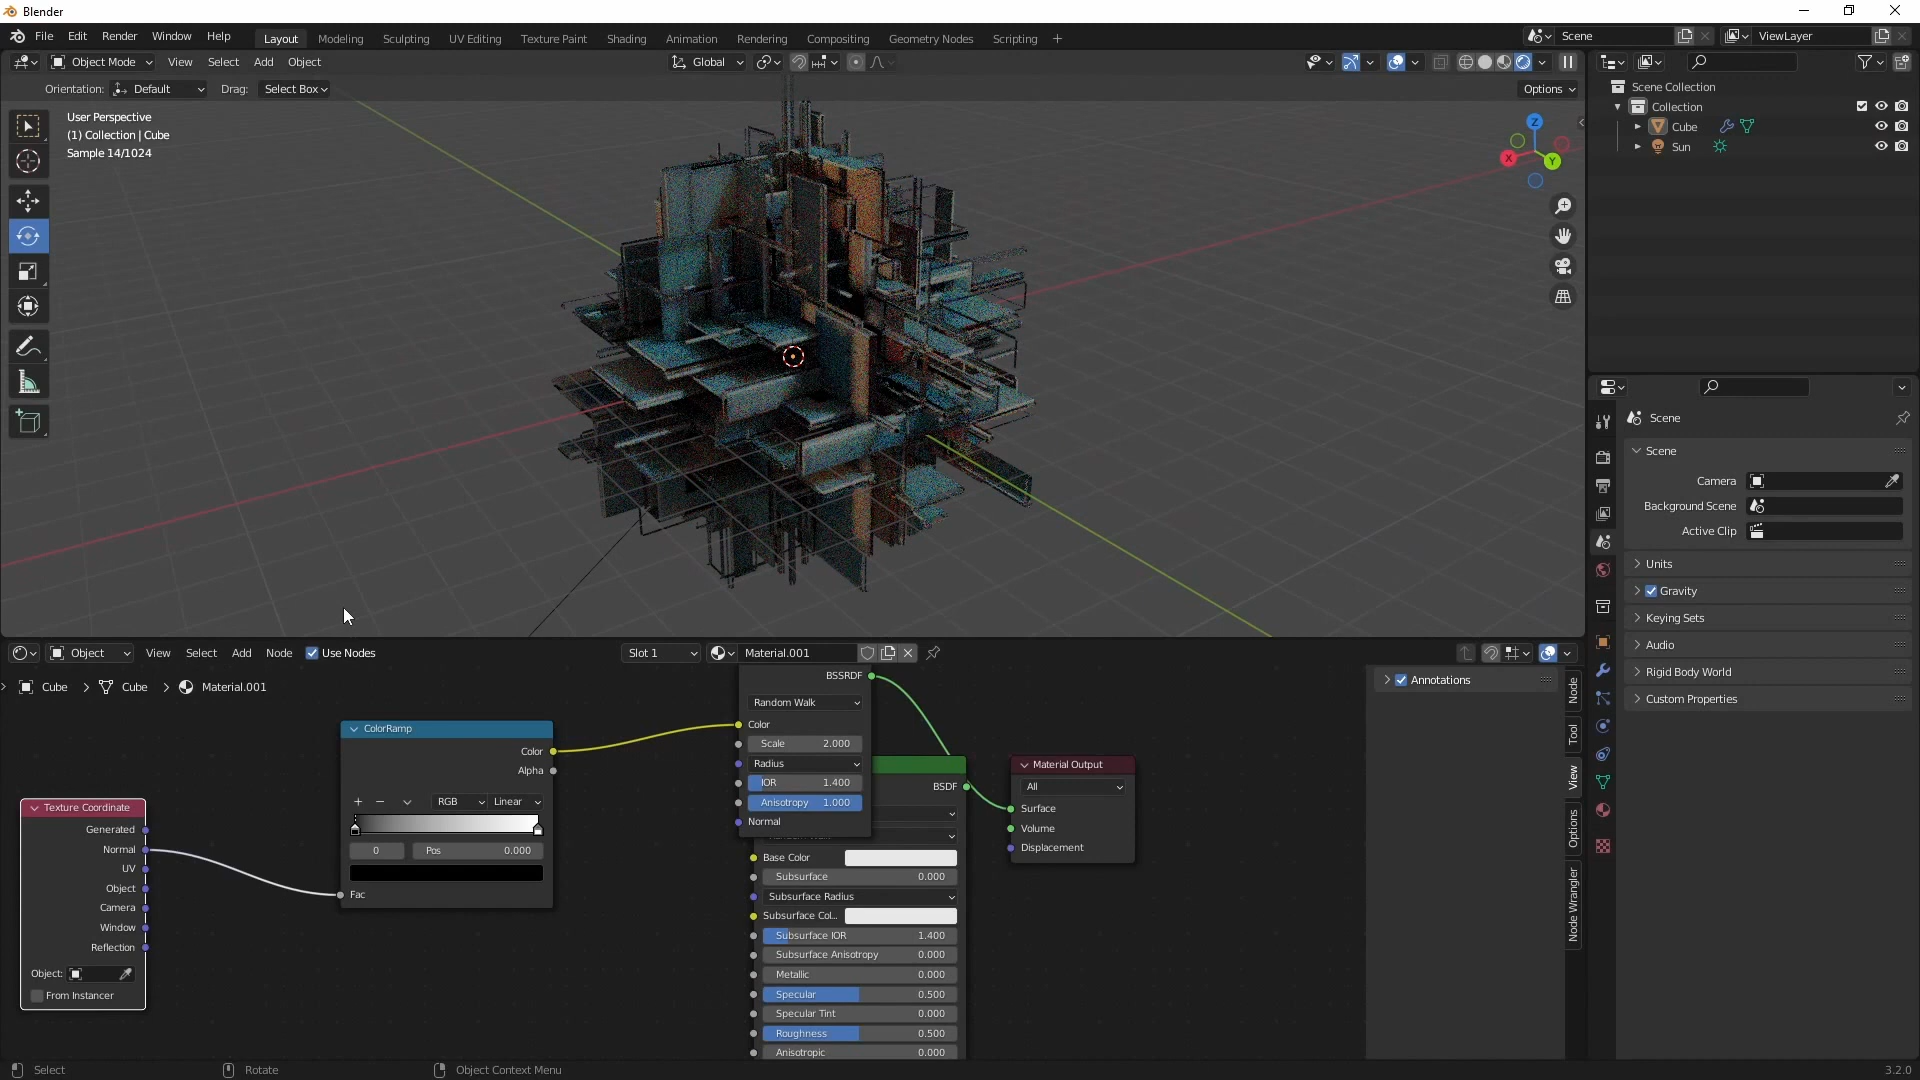 Blender
File Edit Render Window Help Layout Modeling Sculpting UV Editing Texture Paint Shading Animation Rendering Compositing Geometry Nodes Scripting + Scene ViewLayer
Object Mode View Select Add Object Global
Orientation: Default Drag: Select Box Options
User Perspective
(1) Collection | Cube
Sample 14/1024
Z
X
Y
Scene Collection
Collection
Cube
Sun
Scene
Scene
Camera
Background Scene
Active Clip
Units
Gravity
Keying Sets
Audio
Rigid Body World
Custom Properties
Object View Select Add Node Use Nodes Slot 1 Material.001
Cube > Cube > Material.001
Texture Coordinate
Generated
Normal
UV
Object
Camera
Window
Reflection
Object:
From Instancer
ColorRamp
Color
Alpha
+ − RGB Linear
0 Pos 0.000
Fac
BSSRDF
Random Walk
Color
Scale 2.000
Radius
IOR 1.400
Anisotropy 1.000
Normal
BSDF
Base Color
Subsurface 0.000
Subsurface Radius
Subsurface Col...
Subsurface IOR 1.400
Subsurface Anisotropy 0.000
Metallic 0.000
Specular 0.500
Specular Tint 0.000
Roughness 0.500
Anisotropic 0.000
Material Output
All
Surface
Volume
Displacement
Annotations
Node
Tool
View
Options
Node Wrangler
Select Rotate Object Context Menu 3.2.0